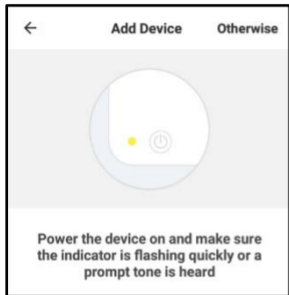 Add Device Otherwise
Power the device on and make sure
the indicator is flashing quickly or a
prompt tone is heard